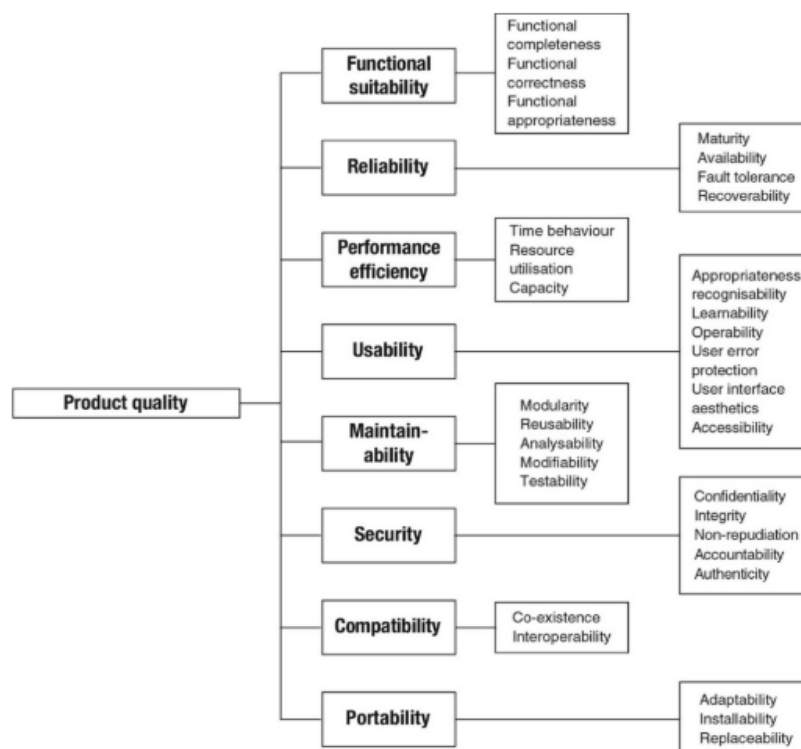 Product quality
Functional
suitability
Functional
completeness
Functional
correctness
Functional
appropriateness
Reliability
Maturity
Availability
Fault tolerance
Recoverability
Performance
efficiency
Time behaviour
Resource
utilisation
Capacity
Usability
Appropriateness
recognisability
Learnability
Operability
User error
protection
User interface
aesthetics
Accessibility
Maintain-
ability
Modularity
Reusability
Analysability
Modifiability
Testability
Security
Confidentiality
Integrity
Non-repudiation
Accountability
Authenticity
Compatibility
Co-existence
Interoperability
Portability
Adaptability
Installability
Replaceability